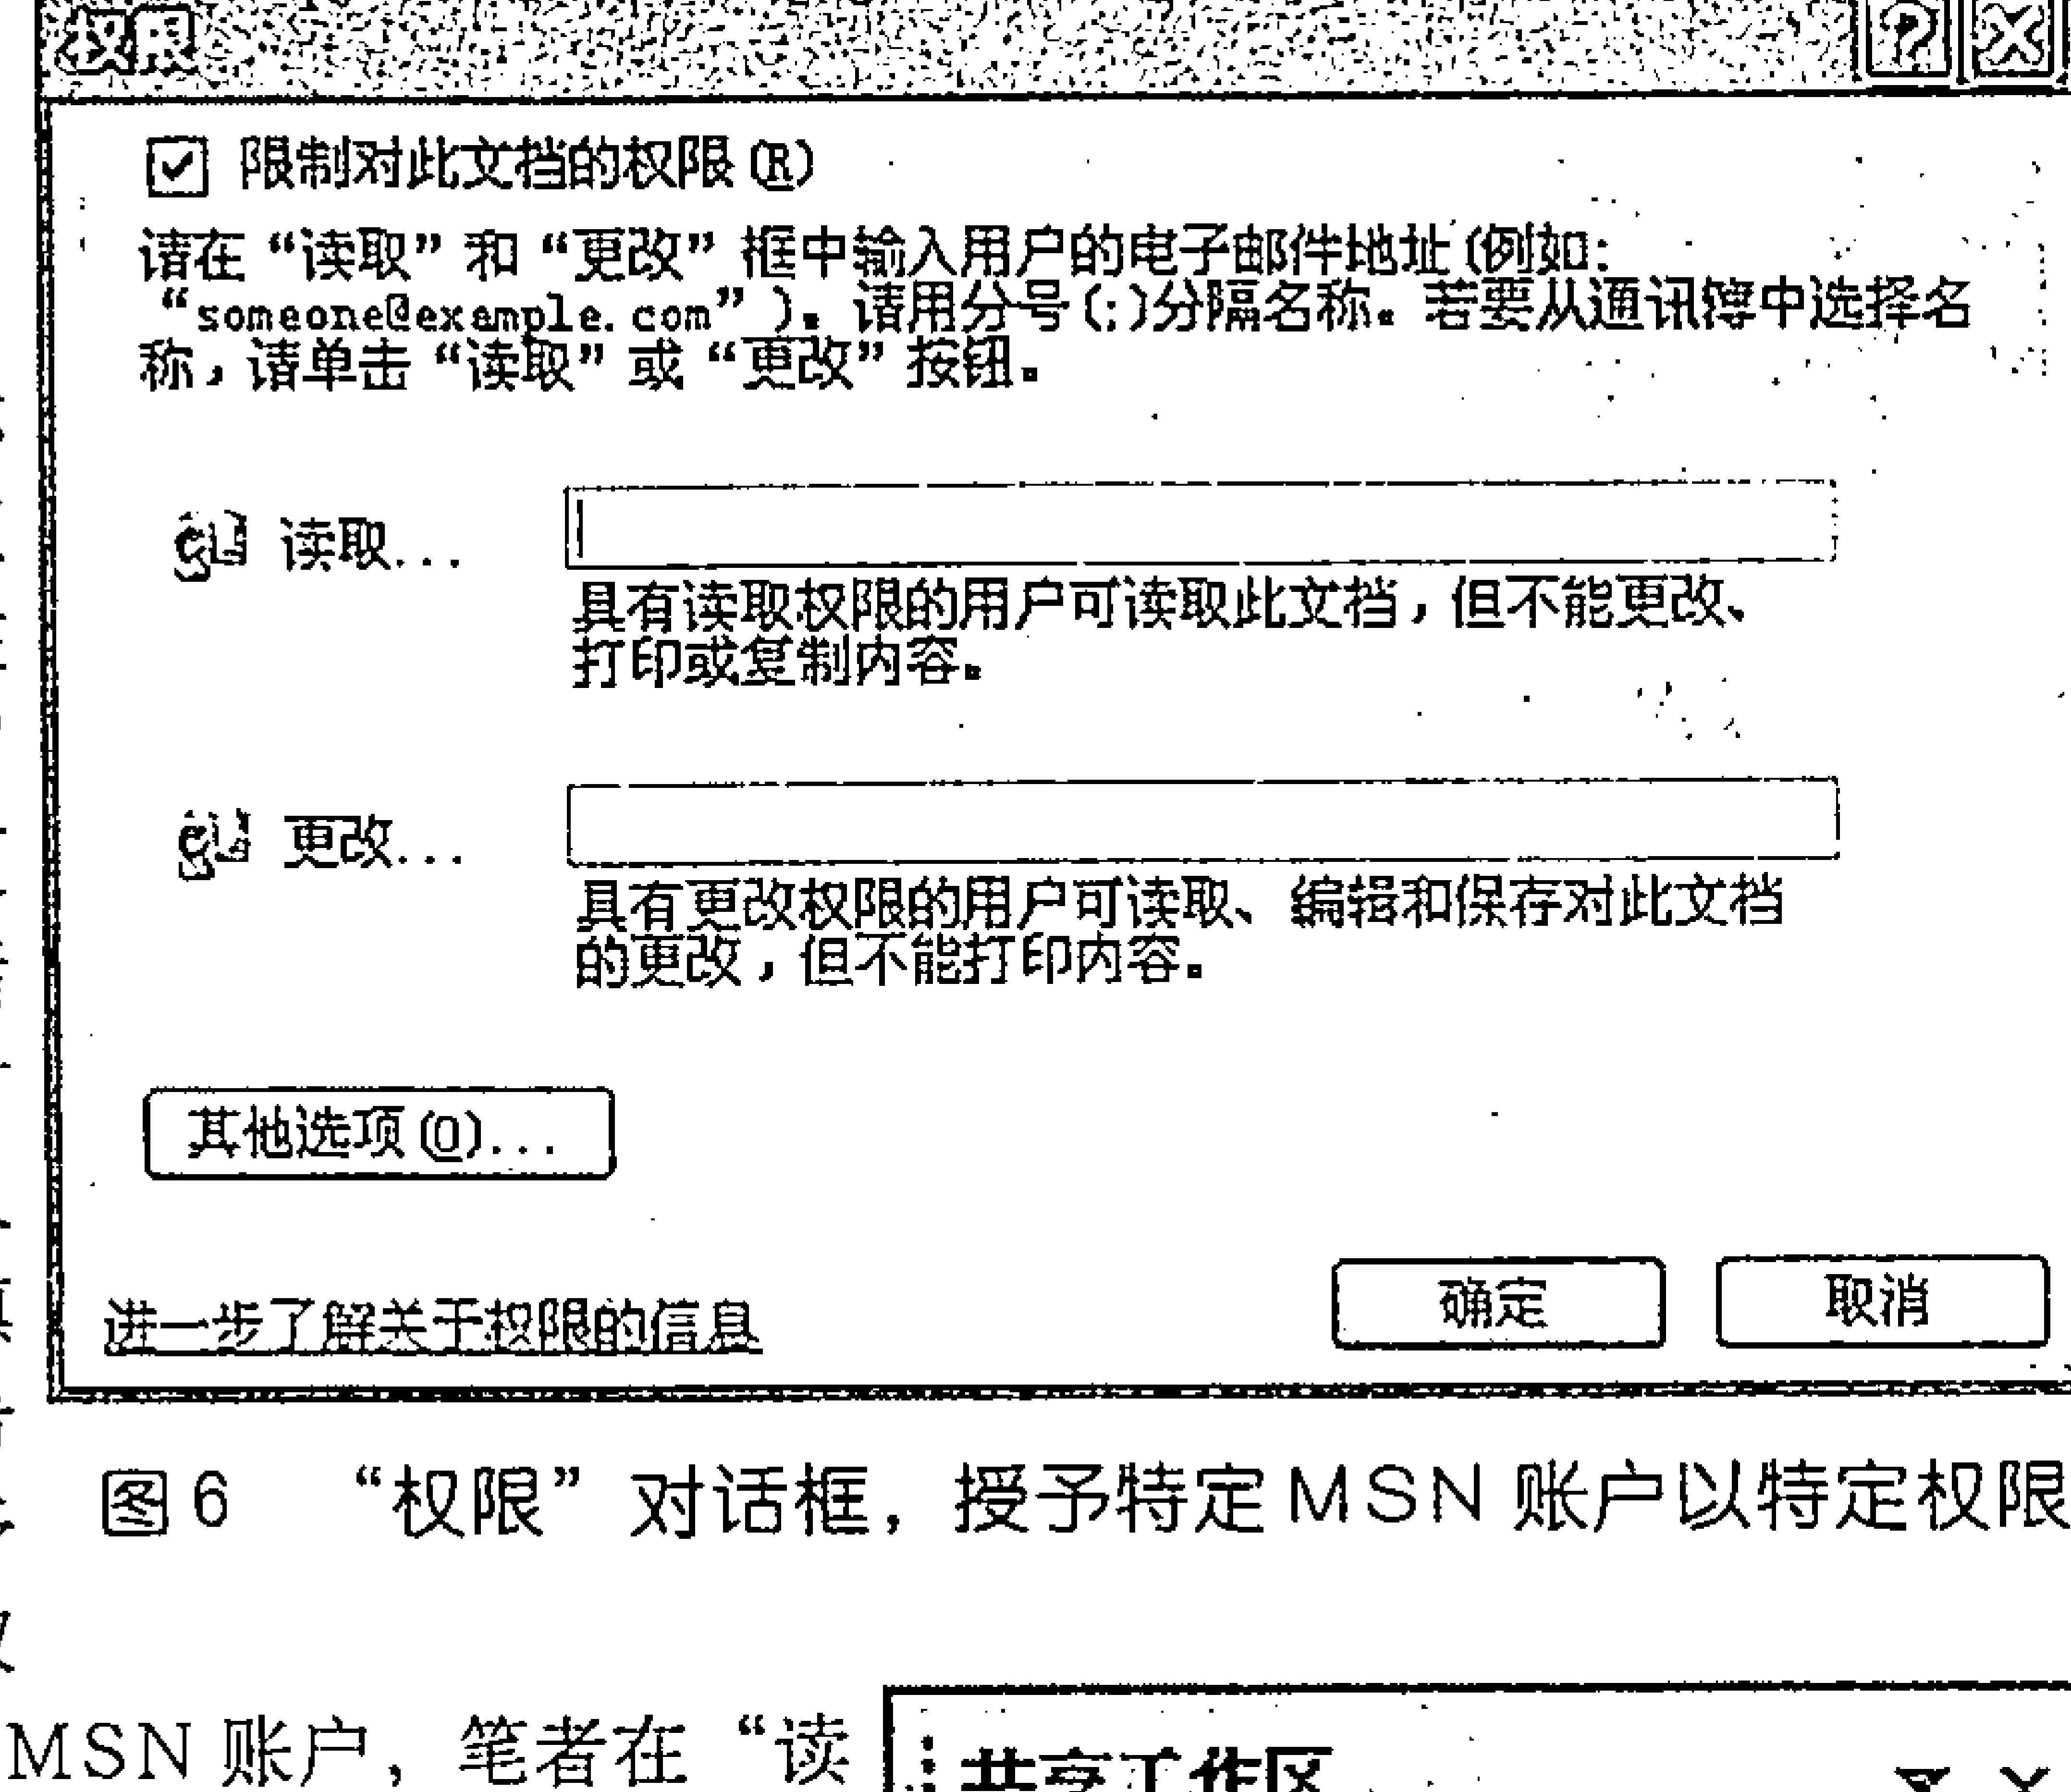 权限
限制对此文档的权限(R)
请在“读取”和“更改”框中输入用户的电子邮件地址(例如:
“someone@example.com”)。请用分号(;)分隔名称。若要从通讯簿中选择名
称，请单击“读取”或“更改”按钮。
读取...
具有读取权限的用户可读取此文档，但不能更改、
打印或复制内容。
更改...
具有更改权限的用户可读取、编辑和保存对此文档
的更改，但不能打印内容。
其他选项(O)...
进一步了解关于权限的信息
确定
取消
图6 “权限”对话框，授予特定MSN账户以特定权限
MSN账户，笔者在“读
共享工作区